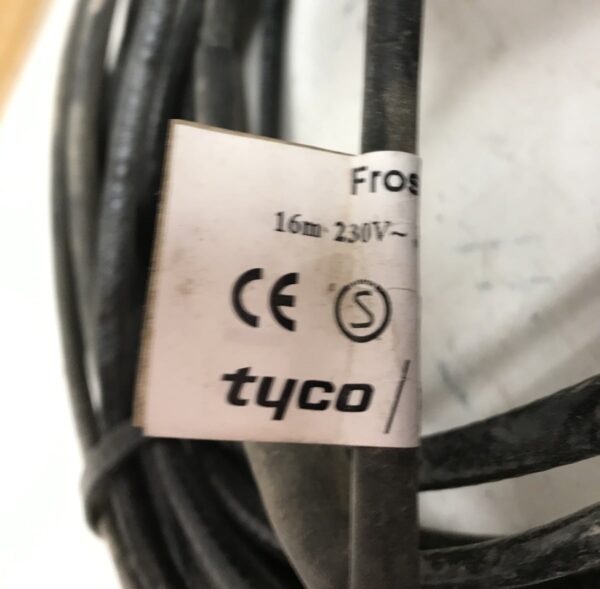 Fros
16m 230V~
CE S
tyco /